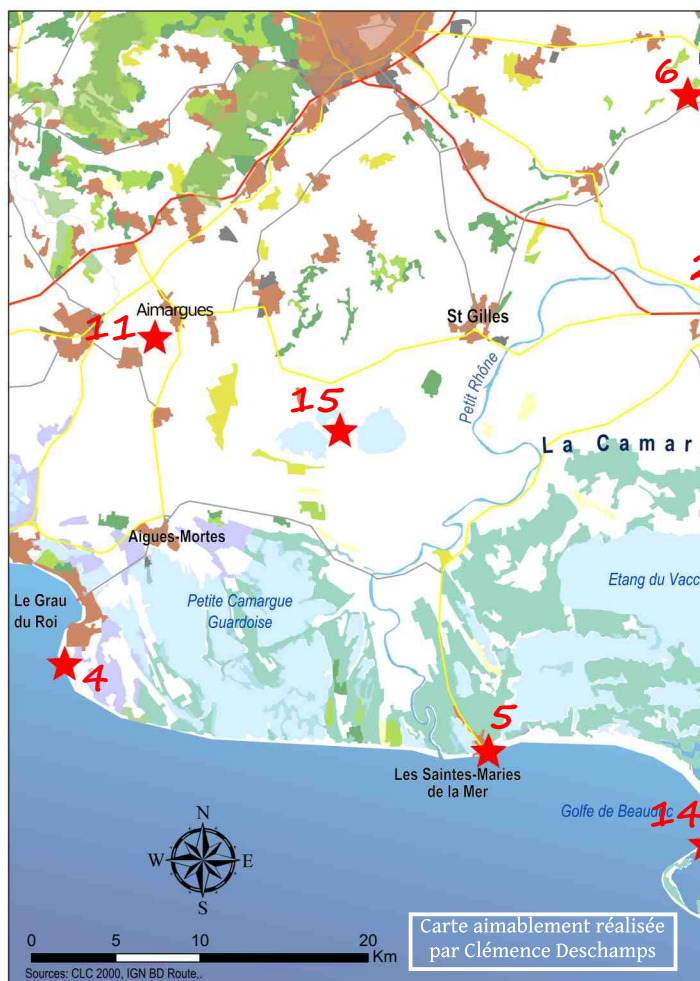 6
2
Aimargues
11
St Gilles
Petit Rhône
15
La Camar
Aigues-Mortes
Etang du Vacc
Le Grau
du Roi
Petite Camargue
Guardoise
4
5
Les Saintes-Maries
de la Mer
Golfe de Beauduc
14
N
W
E
S
0
5
10
20
Km
Carte aimablement réalisée
par Clémence Deschamps
Sources: CLC 2000, IGN BD Route,.